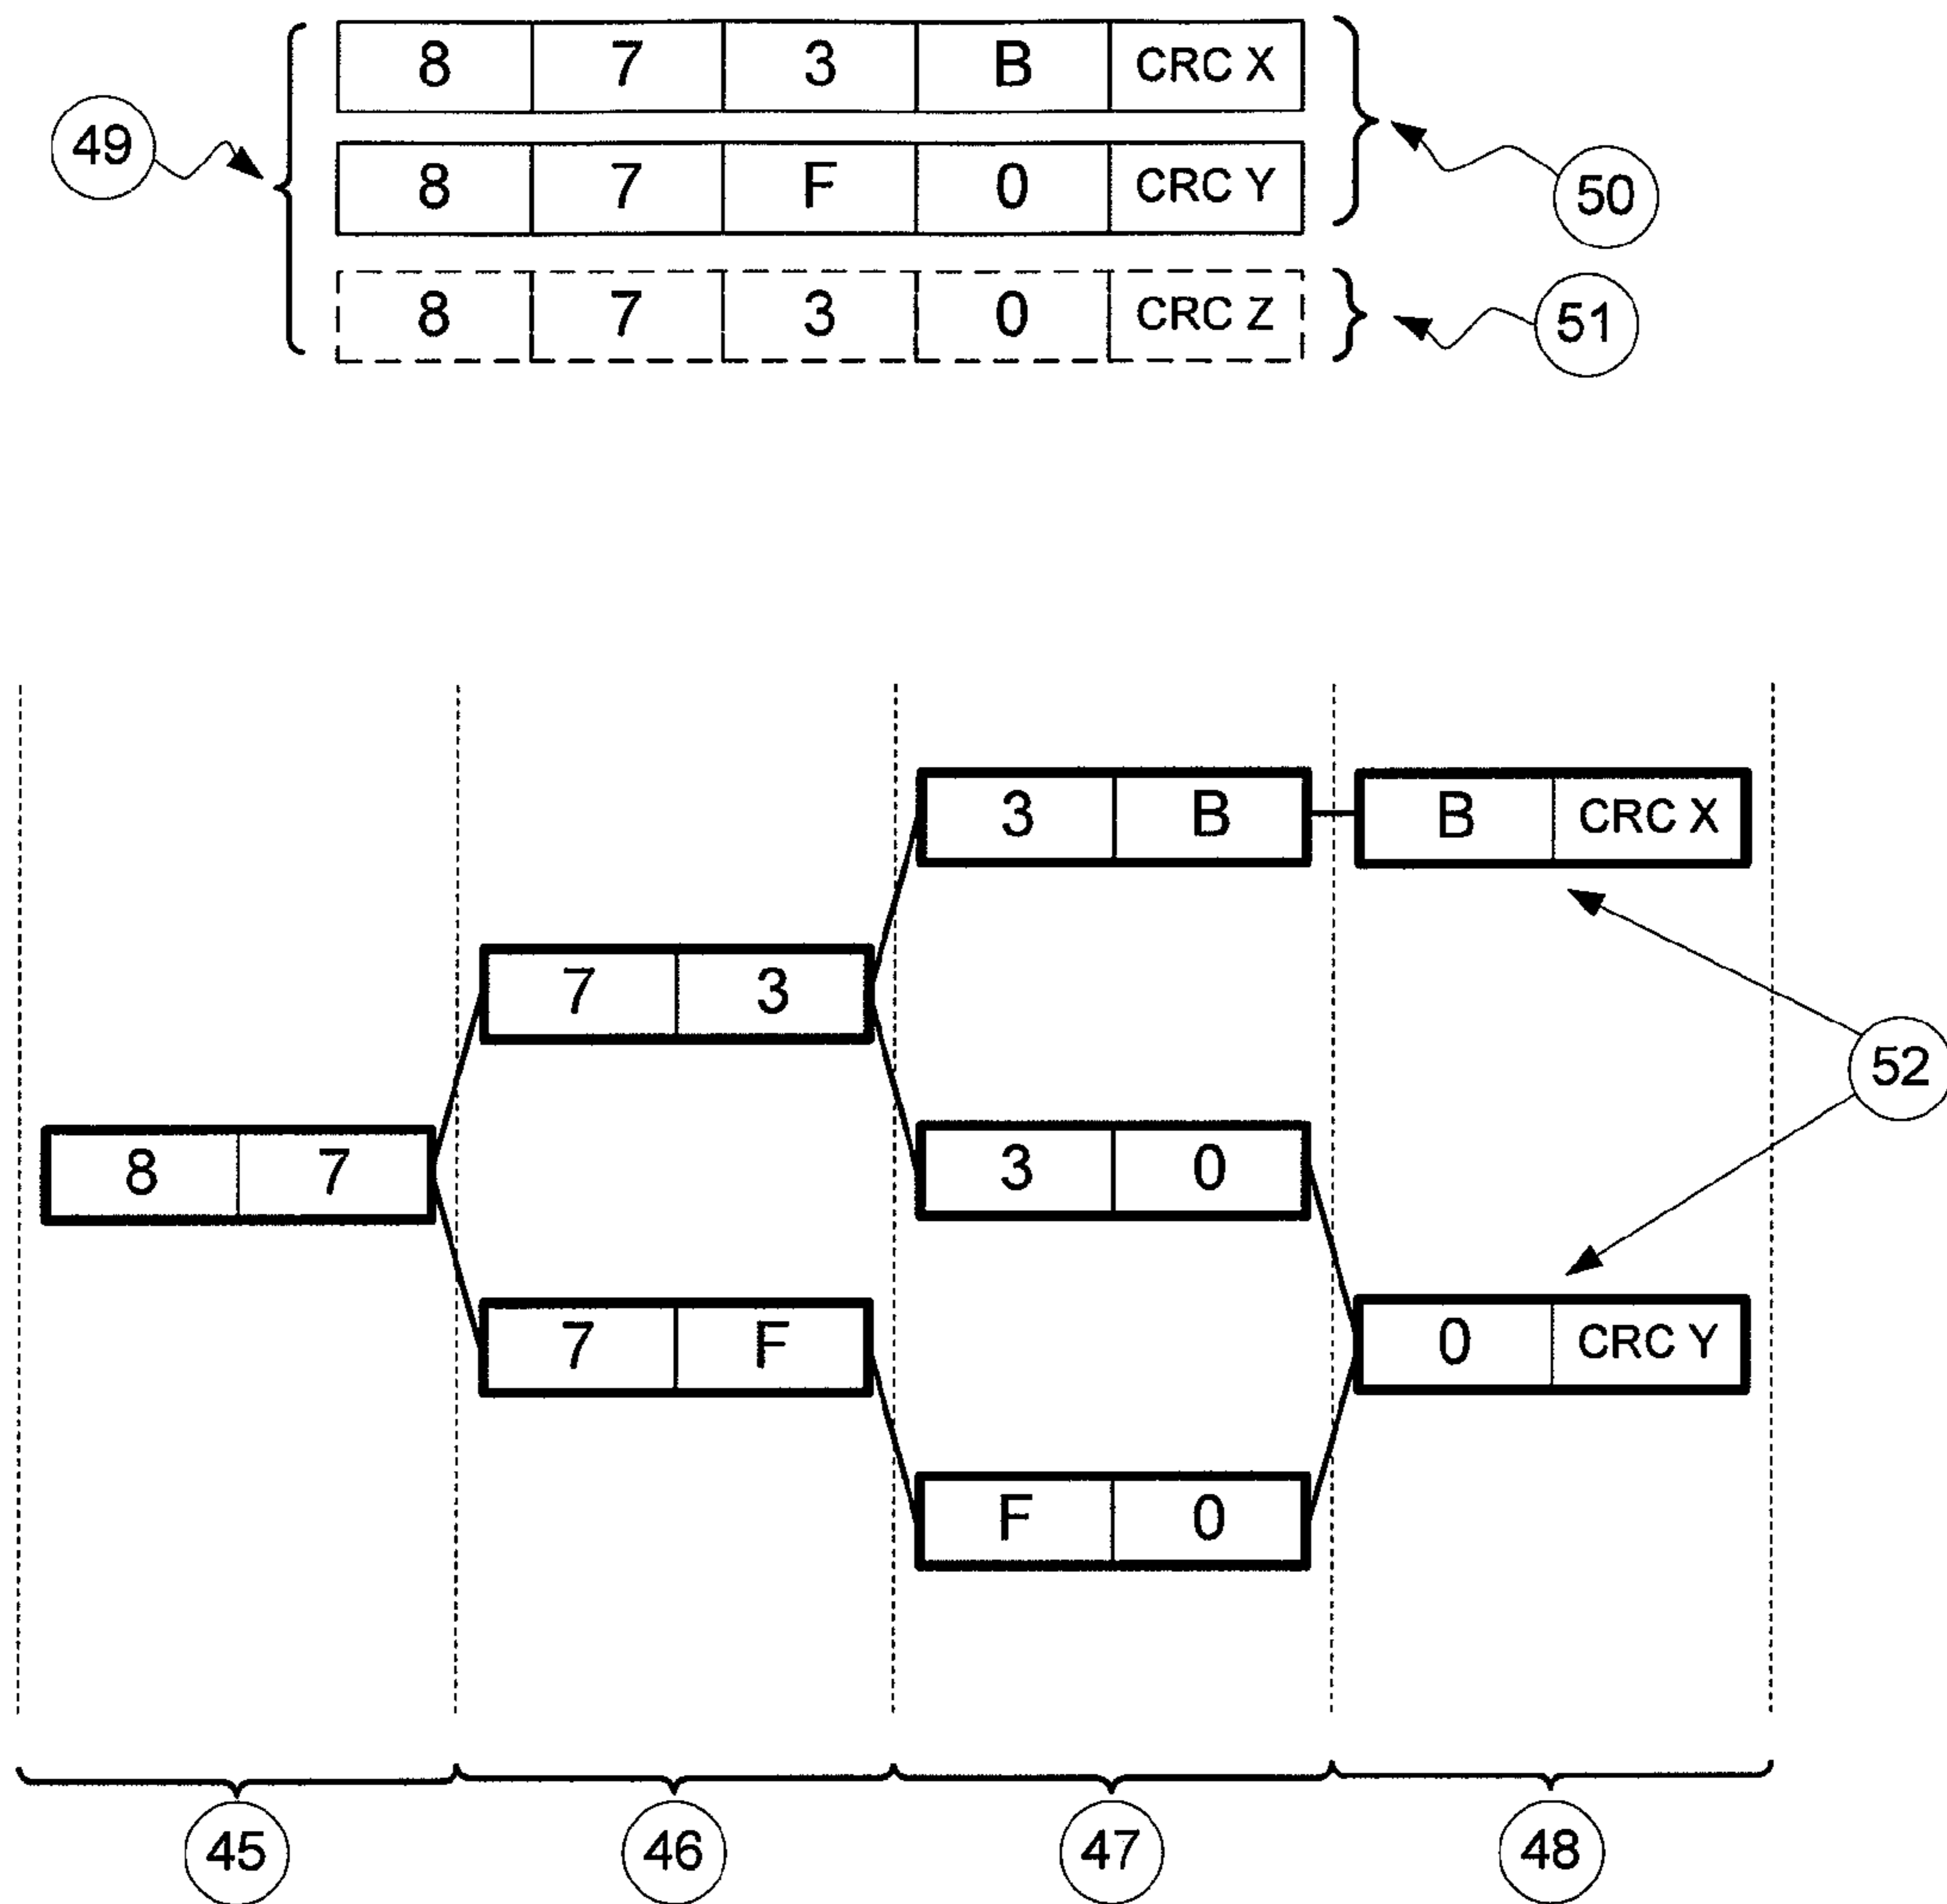 8 7 3 B CRC X
49
8 7 F 0 CRC Y
50
8 7 3 0 CRC Z
51
3 B B CRC X
7 3
52
8 7 3 0
7 F 0 CRC Y
F 0
45 46 47 48